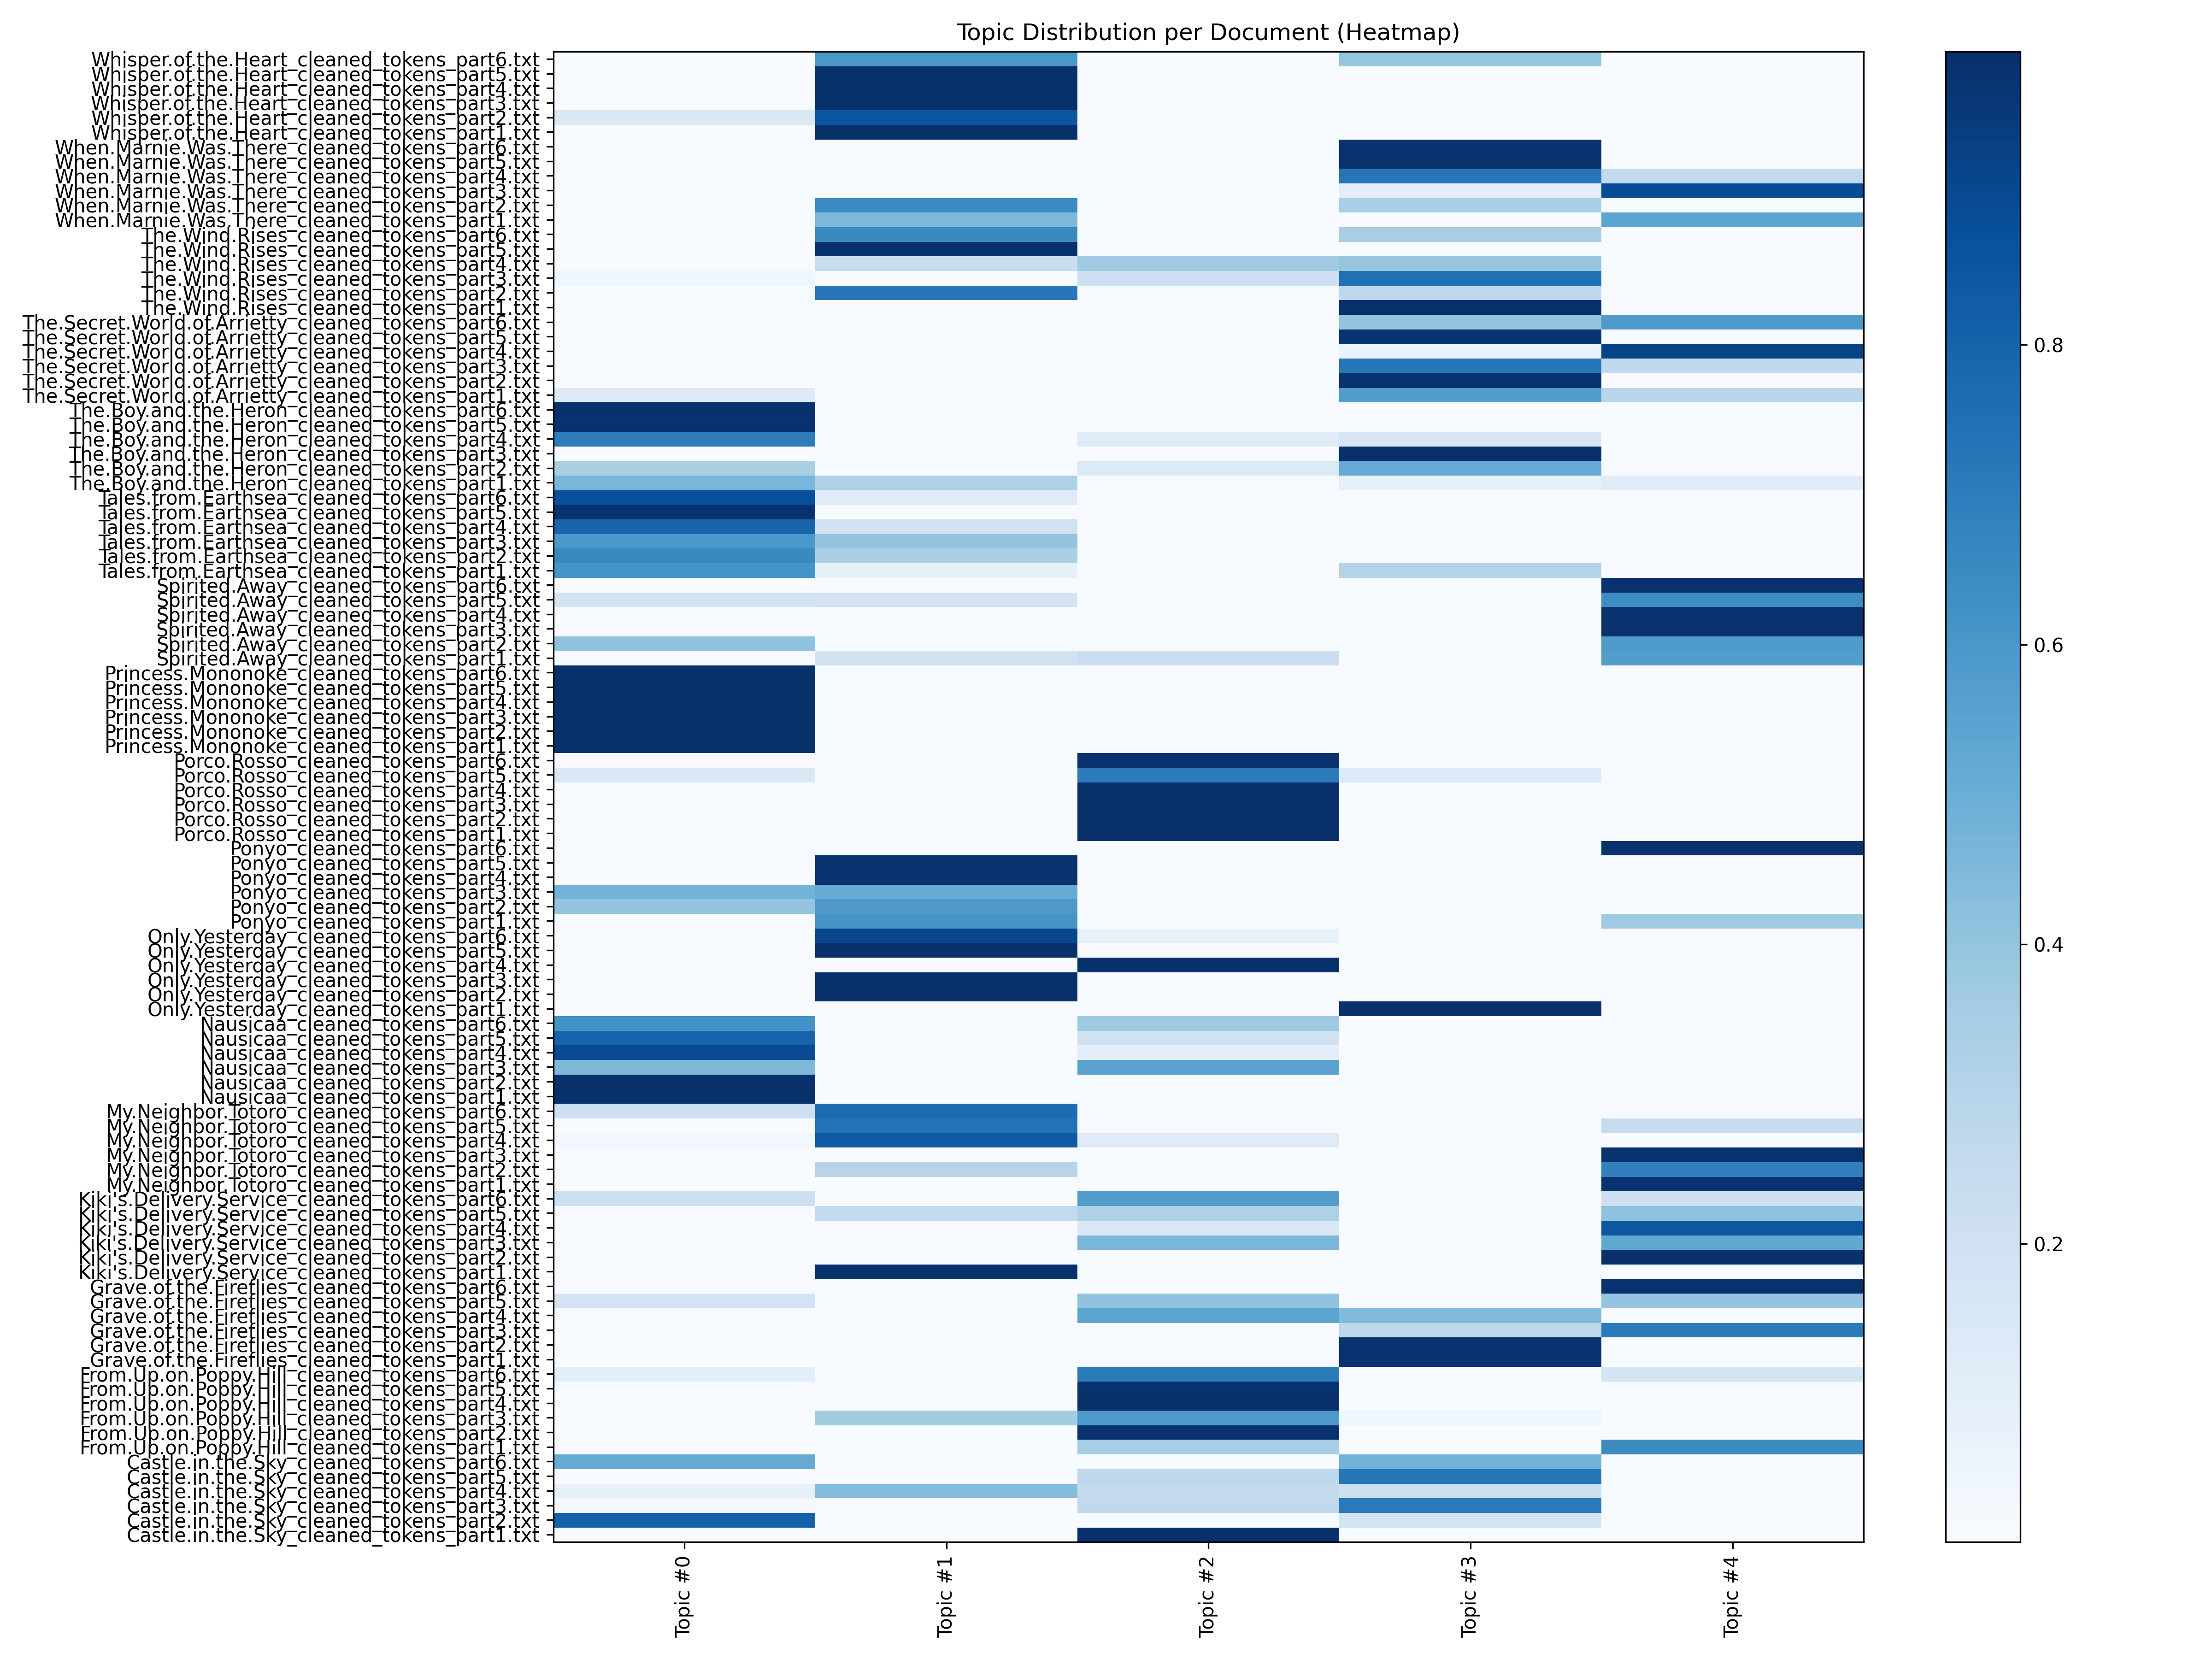 Topic Distribution per Document (Heatmap)
Whisper.of.the.Heart_cleaned_tokens_part6.txt
Whisper.of.the.Heart_cleaned_tokens_part5.txt
Whisper.of.the.Heart_cleaned_tokens_part4.txt
Whisper.of.the.Heart_cleaned_tokens_part3.txt
Whisper.of.the.Heart_cleaned_tokens_part2.txt
Whisper.of.the.Heart_cleaned_tokens_part1.txt
When.Marnie.Was.There_cleaned_tokens_part6.txt
When.Marnie.Was.There_cleaned_tokens_part5.txt
When.Marnie.Was.There_cleaned_tokens_part4.txt
When.Marnie.Was.There_cleaned_tokens_part3.txt
When.Marnie.Was.There_cleaned_tokens_part2.txt
When.Marnie.Was.There_cleaned_tokens_part1.txt
The.Wind.Rises_cleaned_tokens_part6.txt
The.Wind.Rises_cleaned_tokens_part5.txt
The.Wind.Rises_cleaned_tokens_part4.txt
The.Wind.Rises_cleaned_tokens_part3.txt
The.Wind.Rises_cleaned_tokens_part2.txt
The.Wind.Rises_cleaned_tokens_part1.txt
The.Secret.World.of.Arrietty_cleaned_tokens_part6.txt
The.Secret.World.of.Arrietty_cleaned_tokens_part5.txt
The.Secret.World.of.Arrietty_cleaned_tokens_part4.txt
The.Secret.World.of.Arrietty_cleaned_tokens_part3.txt
The.Secret.World.of.Arrietty_cleaned_tokens_part2.txt
The.Secret.World.of.Arrietty_cleaned_tokens_part1.txt
The.Boy.and.the.Heron_cleaned_tokens_part6.txt
The.Boy.and.the.Heron_cleaned_tokens_part5.txt
The.Boy.and.the.Heron_cleaned_tokens_part4.txt
The.Boy.and.the.Heron_cleaned_tokens_part3.txt
The.Boy.and.the.Heron_cleaned_tokens_part2.txt
The.Boy.and.the.Heron_cleaned_tokens_part1.txt
Tales.from.Earthsea_cleaned_tokens_part6.txt
Tales.from.Earthsea_cleaned_tokens_part5.txt
Tales.from.Earthsea_cleaned_tokens_part4.txt
Tales.from.Earthsea_cleaned_tokens_part3.txt
Tales.from.Earthsea_cleaned_tokens_part2.txt
Tales.from.Earthsea_cleaned_tokens_part1.txt
Spirited.Away_cleaned_tokens_part6.txt
Spirited.Away_cleaned_tokens_part5.txt
Spirited.Away_cleaned_tokens_part4.txt
Spirited.Away_cleaned_tokens_part3.txt
Spirited.Away_cleaned_tokens_part2.txt
Spirited.Away_cleaned_tokens_part1.txt
Princess.Mononoke_cleaned_tokens_part6.txt
Princess.Mononoke_cleaned_tokens_part5.txt
Princess.Mononoke_cleaned_tokens_part4.txt
Princess.Mononoke_cleaned_tokens_part3.txt
Princess.Mononoke_cleaned_tokens_part2.txt
Princess.Mononoke_cleaned_tokens_part1.txt
Porco.Rosso_cleaned_tokens_part6.txt
Porco.Rosso_cleaned_tokens_part5.txt
Porco.Rosso_cleaned_tokens_part4.txt
Porco.Rosso_cleaned_tokens_part3.txt
Porco.Rosso_cleaned_tokens_part2.txt
Porco.Rosso_cleaned_tokens_part1.txt
Ponyo_cleaned_tokens_part6.txt
Ponyo_cleaned_tokens_part5.txt
Ponyo_cleaned_tokens_part4.txt
Ponyo_cleaned_tokens_part3.txt
Ponyo_cleaned_tokens_part2.txt
Ponyo_cleaned_tokens_part1.txt
Only.Yesterday_cleaned_tokens_part6.txt
Only.Yesterday_cleaned_tokens_part5.txt
Only.Yesterday_cleaned_tokens_part4.txt
Only.Yesterday_cleaned_tokens_part3.txt
Only.Yesterday_cleaned_tokens_part2.txt
Only.Yesterday_cleaned_tokens_part1.txt
Nausicaa_cleaned_tokens_part6.txt
Nausicaa_cleaned_tokens_part5.txt
Nausicaa_cleaned_tokens_part4.txt
Nausicaa_cleaned_tokens_part3.txt
Nausicaa_cleaned_tokens_part2.txt
Nausicaa_cleaned_tokens_part1.txt
My.Neighbor.Totoro_cleaned_tokens_part6.txt
My.Neighbor.Totoro_cleaned_tokens_part5.txt
My.Neighbor.Totoro_cleaned_tokens_part4.txt
My.Neighbor.Totoro_cleaned_tokens_part3.txt
My.Neighbor.Totoro_cleaned_tokens_part2.txt
My.Neighbor.Totoro_cleaned_tokens_part1.txt
Kiki's.Delivery.Service_cleaned_tokens_part6.txt
Kiki's.Delivery.Service_cleaned_tokens_part5.txt
Kiki's.Delivery.Service_cleaned_tokens_part4.txt
Kiki's.Delivery.Service_cleaned_tokens_part3.txt
Kiki's.Delivery.Service_cleaned_tokens_part2.txt
Kiki's.Delivery.Service_cleaned_tokens_part1.txt
Grave.of.the.Fireflies_cleaned_tokens_part6.txt
Grave.of.the.Fireflies_cleaned_tokens_part5.txt
Grave.of.the.Fireflies_cleaned_tokens_part4.txt
Grave.of.the.Fireflies_cleaned_tokens_part3.txt
Grave.of.the.Fireflies_cleaned_tokens_part2.txt
Grave.of.the.Fireflies_cleaned_tokens_part1.txt
From.Up.on.Poppy.Hill_cleaned_tokens_part6.txt
From.Up.on.Poppy.Hill_cleaned_tokens_part5.txt
From.Up.on.Poppy.Hill_cleaned_tokens_part4.txt
From.Up.on.Poppy.Hill_cleaned_tokens_part3.txt
From.Up.on.Poppy.Hill_cleaned_tokens_part2.txt
From.Up.on.Poppy.Hill_cleaned_tokens_part1.txt
Castle.in.the.Sky_cleaned_tokens_part6.txt
Castle.in.the.Sky_cleaned_tokens_part5.txt
Castle.in.the.Sky_cleaned_tokens_part4.txt
Castle.in.the.Sky_cleaned_tokens_part3.txt
Castle.in.the.Sky_cleaned_tokens_part2.txt
Castle.in.the.Sky_cleaned_tokens_part1.txt
Topic #0
Topic #1
Topic #2
Topic #3
Topic #4
0.8
0.6
0.4
0.2